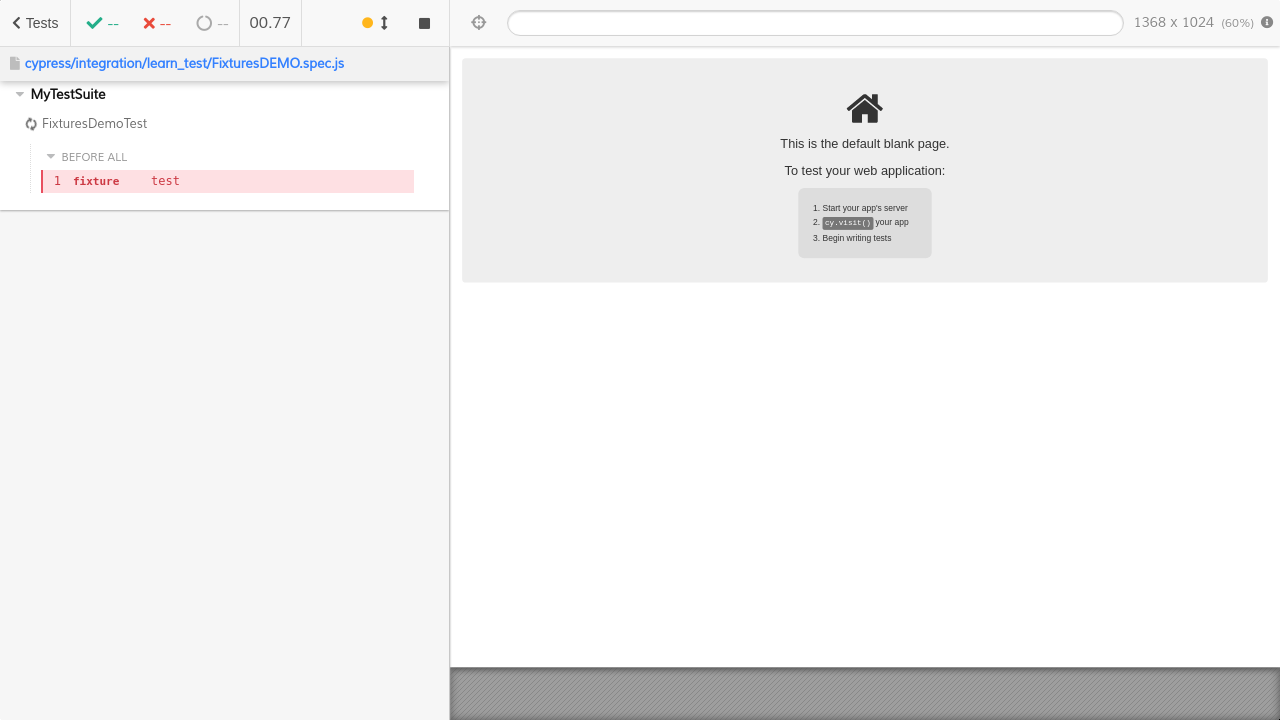 Tests
--
--
--
00.77
1368 x 1024 (60%)
cypress/integration/learn_test/FixturesDEMO.spec.js
MyTestSuite
FixturesDemoTest
BEFORE ALL
1 fixture test
This is the default blank page.
To test your web application:
1. Start your app's server
2. cy.visit() your app
3. Begin writing tests